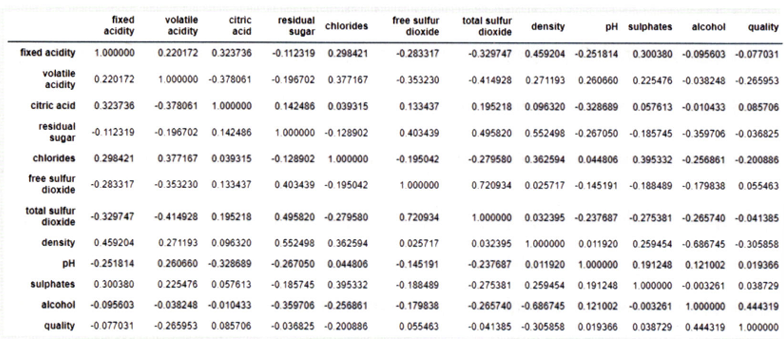 fixed acidity volatile acidity citric acid residual sugar chlorides free sulfur dioxide total sulfur dioxide density pH sulphates alcohol quality
fixed acidity 1.000000 0.220172 0.323736 -0.112319 0.298421 -0.283317 -0.329747 0.459204 -0.251814 0.300380 -0.095603 -0.077031
volatile acidity 0.220172 1.000000 -0.378061 -0.196702 0.377167 -0.353230 -0.414928 0.271193 0.260660 0.225476 -0.038248 -0.265953
citric acid 0.323736 -0.378061 1.000000 0.142486 0.039315 0.133437 0.195218 0.096320 -0.328689 0.057613 -0.010433 0.085706
residual sugar -0.112319 -0.196702 0.142486 1.000000 -0.128902 0.403439 0.495820 0.552498 -0.267050 -0.185745 -0.359706 -0.036825
chlorides 0.298421 0.377167 0.039315 -0.128902 1.000000 -0.195042 -0.279580 0.362594 0.044806 0.395332 -0.256861 -0.200886
free sulfur dioxide -0.283317 -0.353230 0.133437 0.403439 -0.195042 1.000000 0.720934 0.025717 -0.145191 -0.188489 -0.179838 0.055463
total sulfur dioxide -0.329747 -0.414928 0.195218 0.495820 -0.279580 0.720934 1.000000 0.032395 -0.237687 -0.275381 -0.265740 -0.041385
density 0.459204 0.271193 0.096320 0.552498 0.362594 0.025717 0.032395 1.000000 0.011920 0.259454 -0.686745 -0.305858
pH -0.251814 0.260660 -0.328689 -0.267050 0.044806 -0.145191 -0.237687 0.011920 1.000000 0.191248 0.121002 0.019366
sulphates 0.300380 0.225476 0.057613 -0.185745 0.395332 -0.188489 -0.275381 0.259454 0.191248 1.000000 -0.003261 0.038729
alcohol -0.095603 -0.038248 -0.010433 -0.359706 -0.256861 -0.179838 -0.265740 -0.686745 0.121002 -0.003261 1.000000 0.444319
quality -0.077031 -0.265953 0.085706 -0.036825 -0.200886 0.055463 -0.041385 -0.305858 0.019366 0.038729 0.444319 1.000000